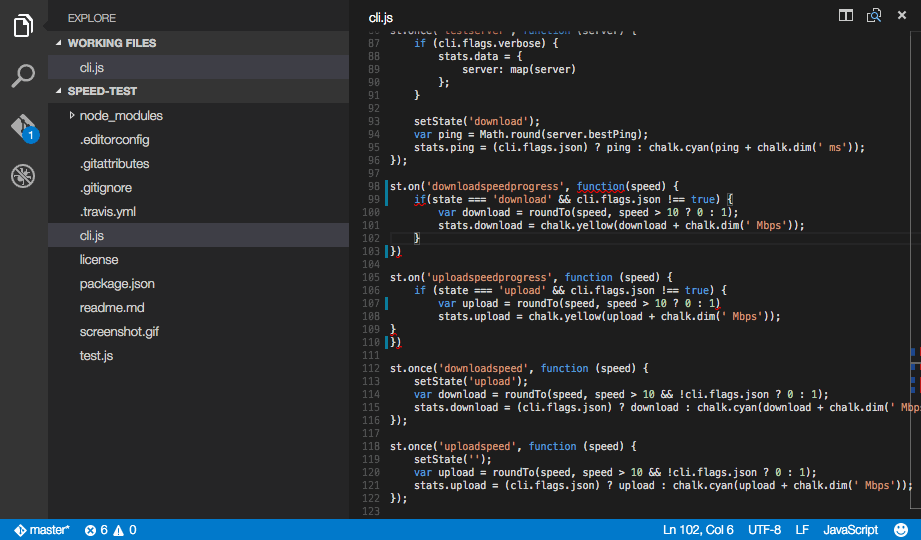 EXPLORE
WORKING FILES
cli.js
SPEED-TEST
node_modules
.editorconfig
.gitattributes
.gitignore
.travis.yml
cli.js
license
package.json
readme.md
screenshot.gif
test.js
1
cli.js
86 st.once('testserver', function (server) {
87 if (cli.flags.verbose) {
88 stats.data = {
89 server: map(server)
90 };
91 }
92
93 setState('download');
94 var ping = Math.round(server.bestPing);
95 stats.ping = (cli.flags.json) ? ping : chalk.cyan(ping + chalk.dim(' ms'));
96 });
97
98 st.on('downloadspeedprogress', function(speed) {
99 if(state === 'download' && cli.flags.json !== true) {
100 var download = roundTo(speed, speed > 10 ? 0 : 1);
101 stats.download = chalk.yellow(download + chalk.dim(' Mbps'));
102 }
103 })
104
105 st.on('uploadspeedprogress', function (speed) {
106 if (state === 'upload' && cli.flags.json !== true) {
107 var upload = roundTo(speed, speed > 10 ? 0 : 1)
108 stats.upload = chalk.yellow(upload + chalk.dim(' Mbps'));
109 }
110 })
111
112 st.once('downloadspeed', function (speed) {
113 setState('upload');
114 var download = roundTo(speed, speed > 10 && !cli.flags.json ? 0 : 1);
115 stats.download = (cli.flags.json) ? download : chalk.cyan(download + chalk.dim(' Mbps
116 });
117
118 st.once('uploadspeed', function (speed) {
119 setState('');
120 var upload = roundTo(speed, speed > 10 && !cli.flags.json ? 0 : 1);
121 stats.upload = (cli.flags.json) ? upload : chalk.cyan(upload + chalk.dim(' Mbps'));
122 });
123
master* 6 0 Ln 102, Col 6 UTF-8 LF JavaScript